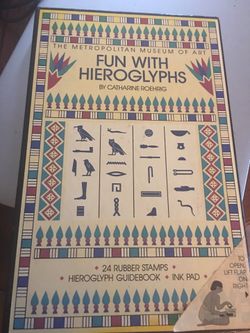 THE METROPOLITAN MUSEUM OF ART
FUN WITH
HIEROGLYPHS
BY CATHARINE ROEHRIG
• 24 RUBBER STAMPS •
• HIEROGLYPH GUIDEBOOK • INK PAD •
TO
OPEN,
LIFT FLAP
ON
RIGHT